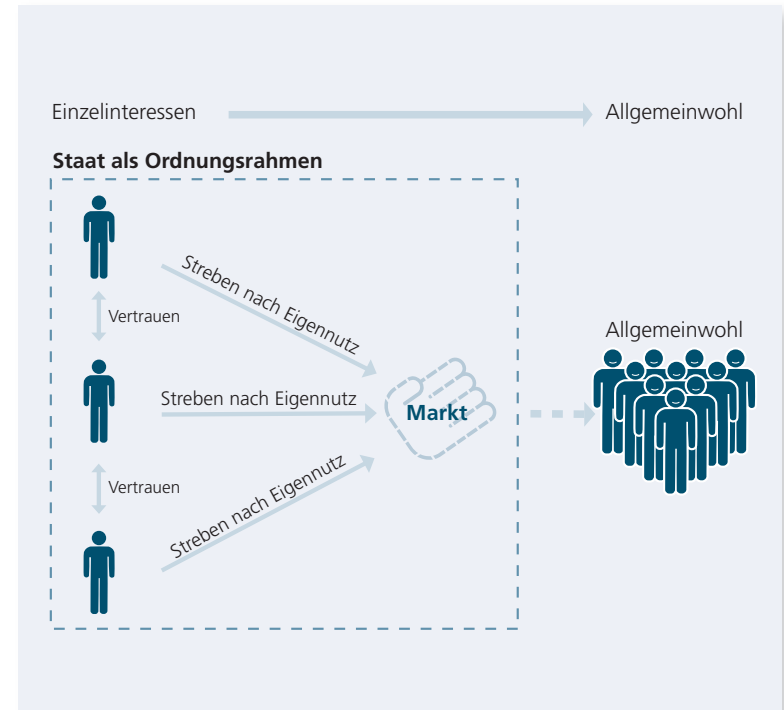 Einzelinteressen
Allgemeinwohl
Staat als Ordnungsrahmen
Streben nach Eigennutz
Vertrauen
Allgemeinwohl
Streben nach Eigennutz
Markt
Vertrauen
Streben nach Eigennutz